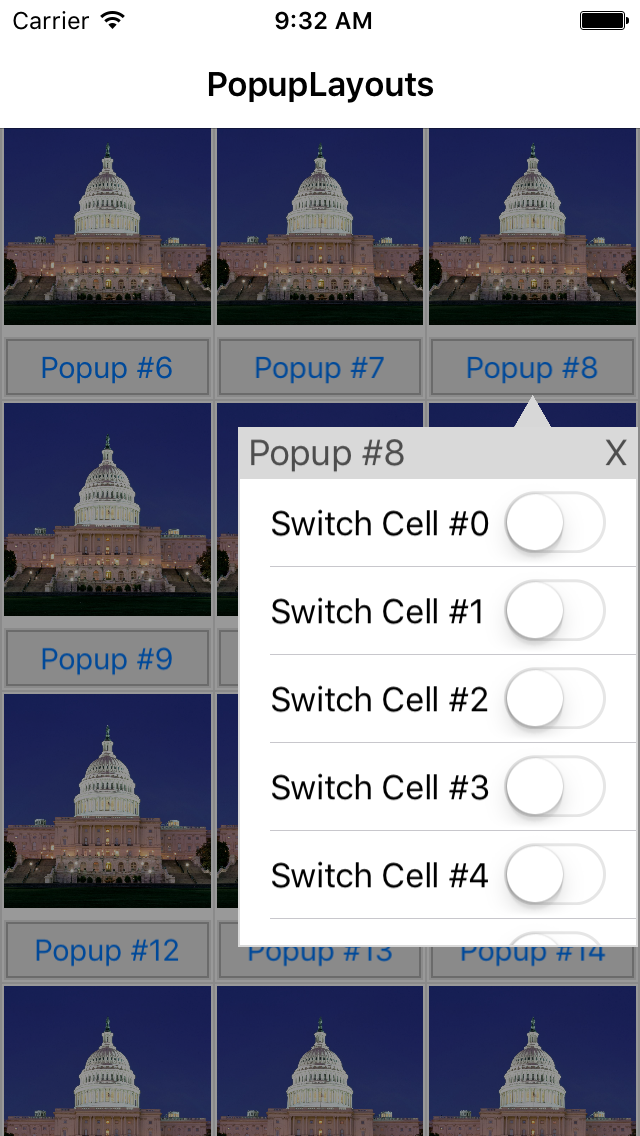 Carrier 9:32 AM
PopupLayouts
Popup #6 Popup #7 Popup #8
Popup #8 X
Switch Cell #0
Switch Cell #1
Switch Cell #2
Switch Cell #3
Switch Cell #4
Popup #9
Popup #12 Popup #13 Popup #14